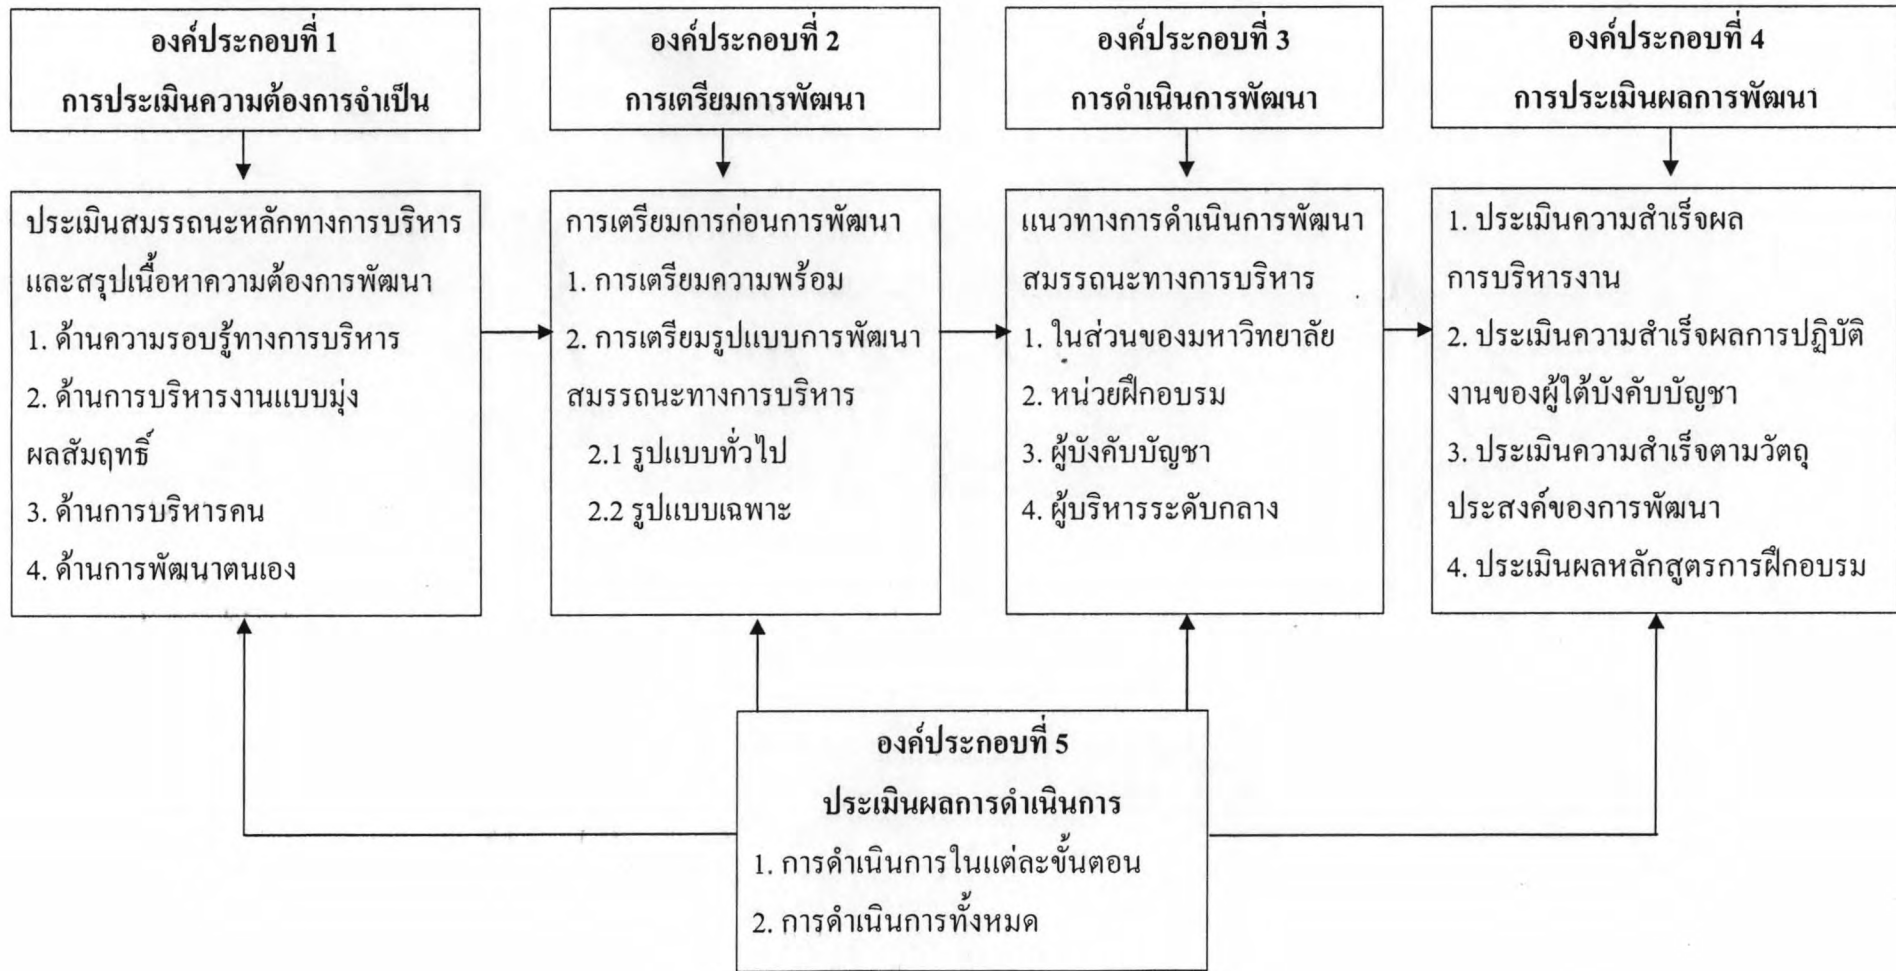 องค์ประกอบที่ 1
การประเมินความต้องการจำเป็น
องค์ประกอบที่ 2
การเตรียมการพัฒนา
องค์ประกอบที่ 3
การดำเนินการพัฒนา
องค์ประกอบที่ 4
การประเมินผลการพัฒนา
ประเมินสมรรถนะหลักทางการบริหาร
และสรุปเนื้อหาความต้องการพัฒนา
1. ด้านความรอบรู้ทางการบริหาร
2. ด้านการบริหารงานแบบมุ่ง
ผลสัมฤทธิ์
3. ด้านการบริหารคน
4. ด้านการพัฒนาตนเอง
การเตรียมการก่อนการพัฒนา
1. การเตรียมความพร้อม
2. การเตรียมรูปแบบการพัฒนา
สมรรถนะทางการบริหาร
2.1 รูปแบบทั่วไป
2.2 รูปแบบเฉพาะ
แนวทางการดำเนินการพัฒนา
สมรรถนะทางการบริหาร
1. ในส่วนของมหาวิทยาลัย
2. หน่วยฝึกอบรม
3. ผู้บังคับบัญชา
4. ผู้บริหารระดับกลาง
1. ประเมินความสำเร็จผล
การบริหารงาน
2. ประเมินความสำเร็จผลการปฏิบัติ
งานของผู้ใต้บังคับบัญชา
3. ประเมินความสำเร็จตามวัตถุ
ประสงค์ของการพัฒนา
4. ประเมินผลหลักสูตรการฝึกอบรม
องค์ประกอบที่ 5
ประเมินผลการดำเนินการ
1. การดำเนินการในแต่ละขั้นตอน
2. การดำเนินการทั้งหมด